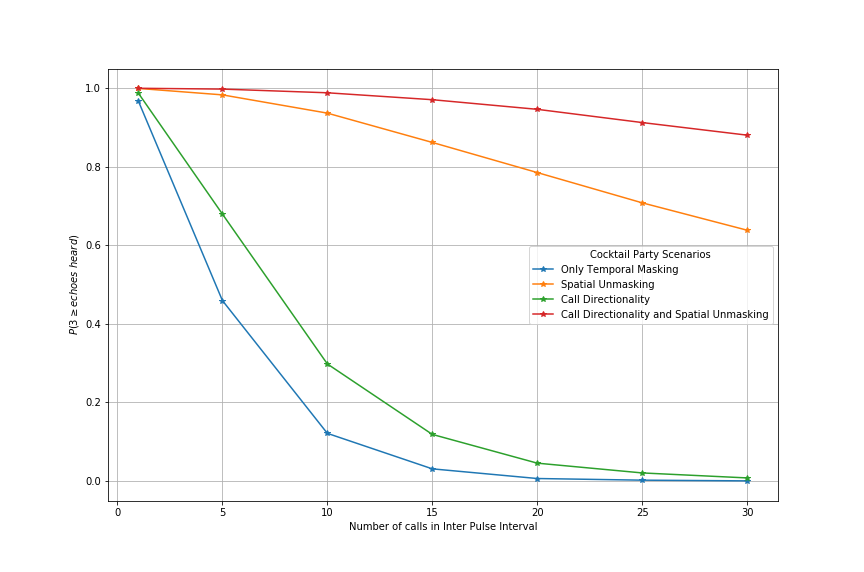 1.0
0.8
0.6
0.4
0.2
0.0
P(3 ≥ echoes heard)
Cocktail Party Scenarios
Only Temporal Masking
Spatial Unmasking
Call Directionality
Call Directionality and Spatial Unmasking
0 5 10 15 20 25 30
Number of calls in Inter Pulse Interval